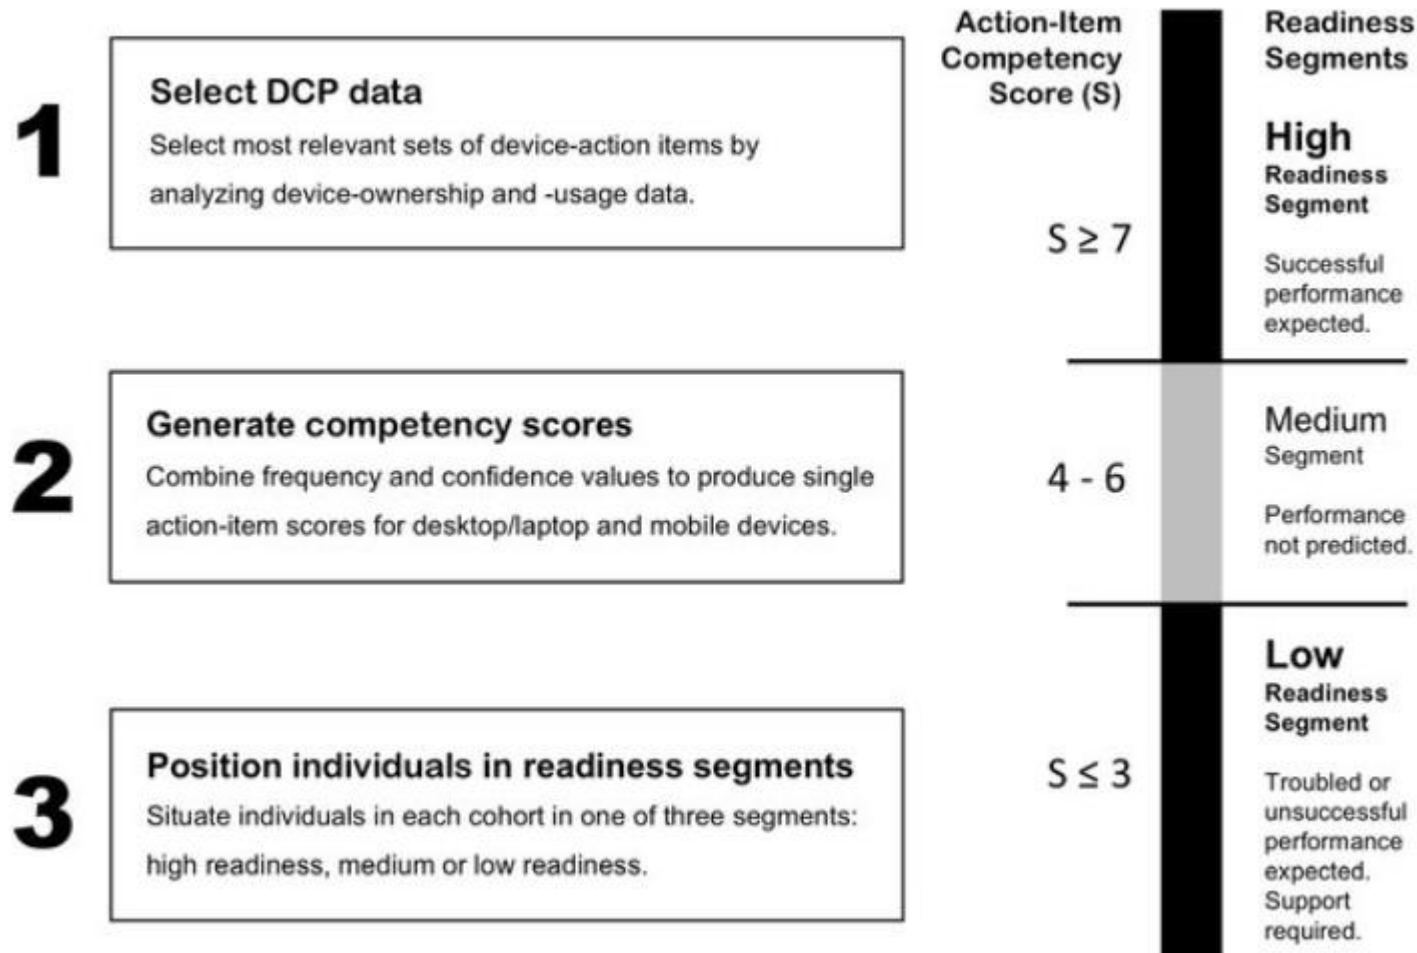 1
Select DCP data
Select most relevant sets of device-action items by
analyzing device-ownership and -usage data.
2
Generate competency scores
Combine frequency and confidence values to produce single
action-item scores for desktop/laptop and mobile devices.
3
Position individuals in readiness segments
Situate individuals in each cohort in one of three segments:
high readiness, medium or low readiness.
Action-Item
Competency
Score (S)
S ≥ 7
4 - 6
S ≤ 3
Readiness
Segments
High
Readiness
Segment
Successful
performance
expected.
Medium
Segment
Performance
not predicted.
Low
Readiness
Segment
Troubled or
unsuccessful
performance
expected.
Support
required.